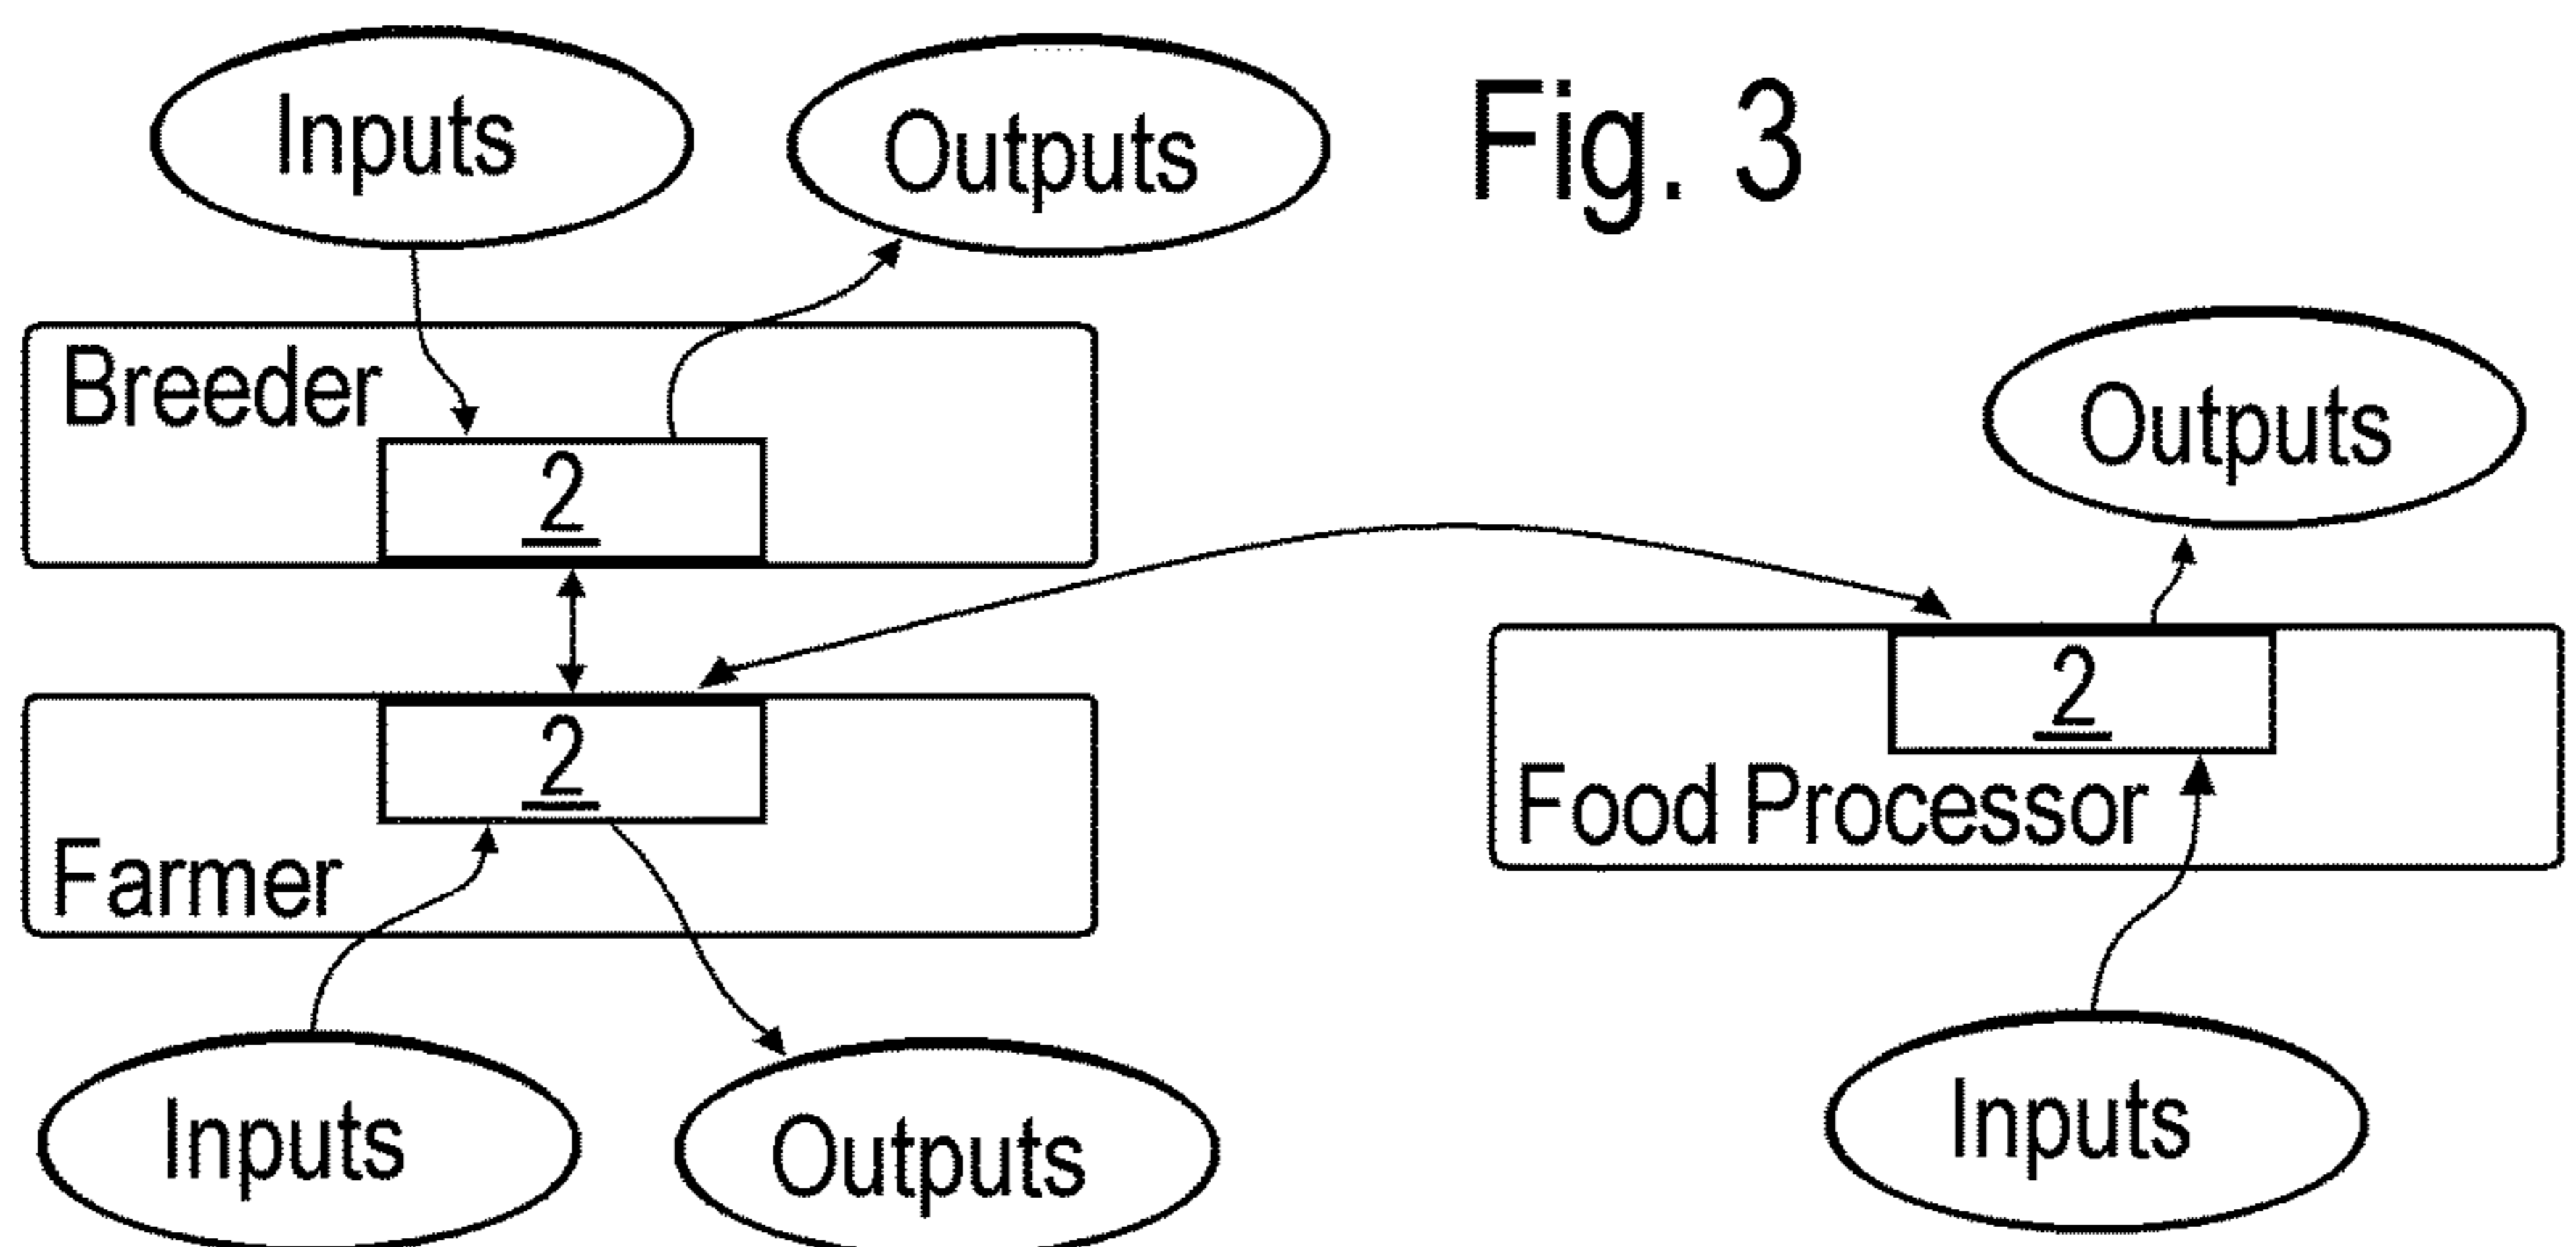 Inputs
Outputs
Fig. 3
Breeder
2
Outputs
2
Farmer
2
Food Processor
Inputs
Outputs
Inputs